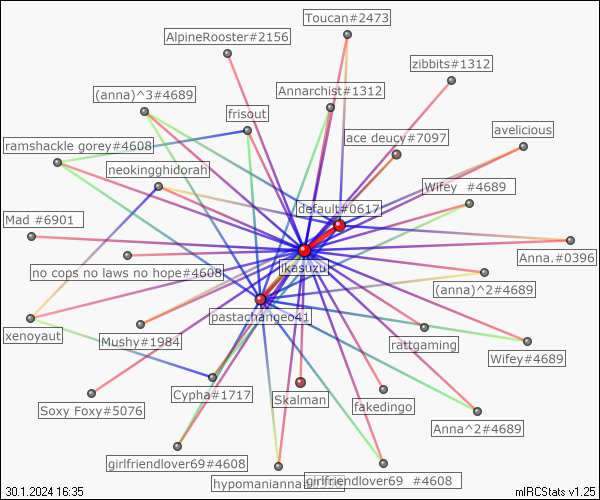 Toucan#2473
AlpineRooster#2156
zibbits#1312
(anna)^3#4689
Annarchist#1312
frisout
avelicious
ace deucy#7097
ramshackle gorey#4608
neokingghidorah
Wifey #4689
default#0617
Mad #6901
Anna.#0396
no cops no laws no hope#4608
ikasuzu
(anna)^2#4689
pastachange041
xenoyaut
Mushy#1984
rattgaming
Wifey#4689
Cypha#1717
Skalman
fakedingo
Soxy Foxy#5076
Anna^2#4689
girlfriendlover69#4608
girlfriendlover69 #4608
hypomanianna
30.1.2024 16:35
mIRCStats v1.25